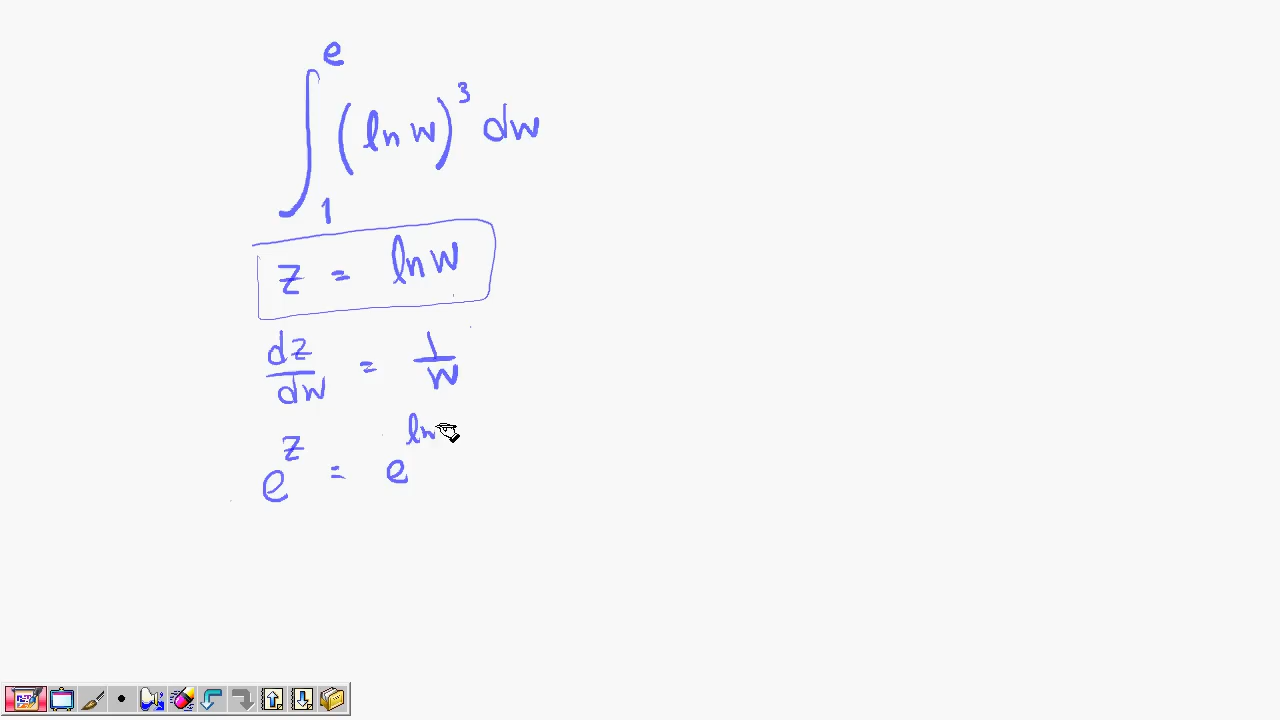 ∫₁ᵉ (ln w)³ dw
z = ln w
dz/dw = 1/w
e^z = e^ln